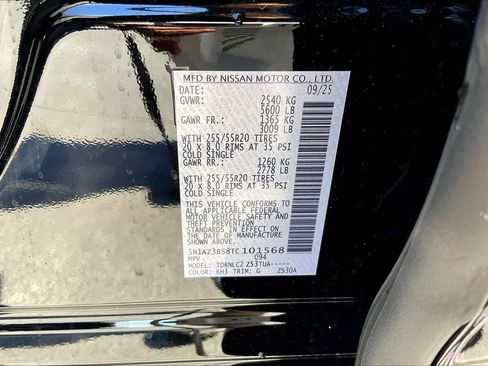 MFD BY NISSAN MOTOR CO., LTD.
DATE: 09/25
GVWR: 2540 KG
5600 LB
GAWR FR.: 1365 KG
3009 LB
WITH 255/55R20 TIRES
20 x 8.0 RIMS AT 35 PSI
COLD SINGLE
GAWR RR.: 1260 KG
2778 LB
WITH 255/55R20 TIRES
20 x 8.0 RIMS AT 35 PSI
COLD SINGLE
THIS VEHICLE CONFORMS TO
ALL APPLICABLE FEDERAL
MOTOR VEHICLE SAFETY AND
THEFT PREVENTION
STANDARDS IN EFFECT ON
THE DATE OF MANUFACTURE
SHOWN ABOVE.
5N1AZ3BS8TC101568
MPV 094
MODEL: TDRNLC2 Z53TUA-----
COLOR: KH3 TRIM: G ZS30A